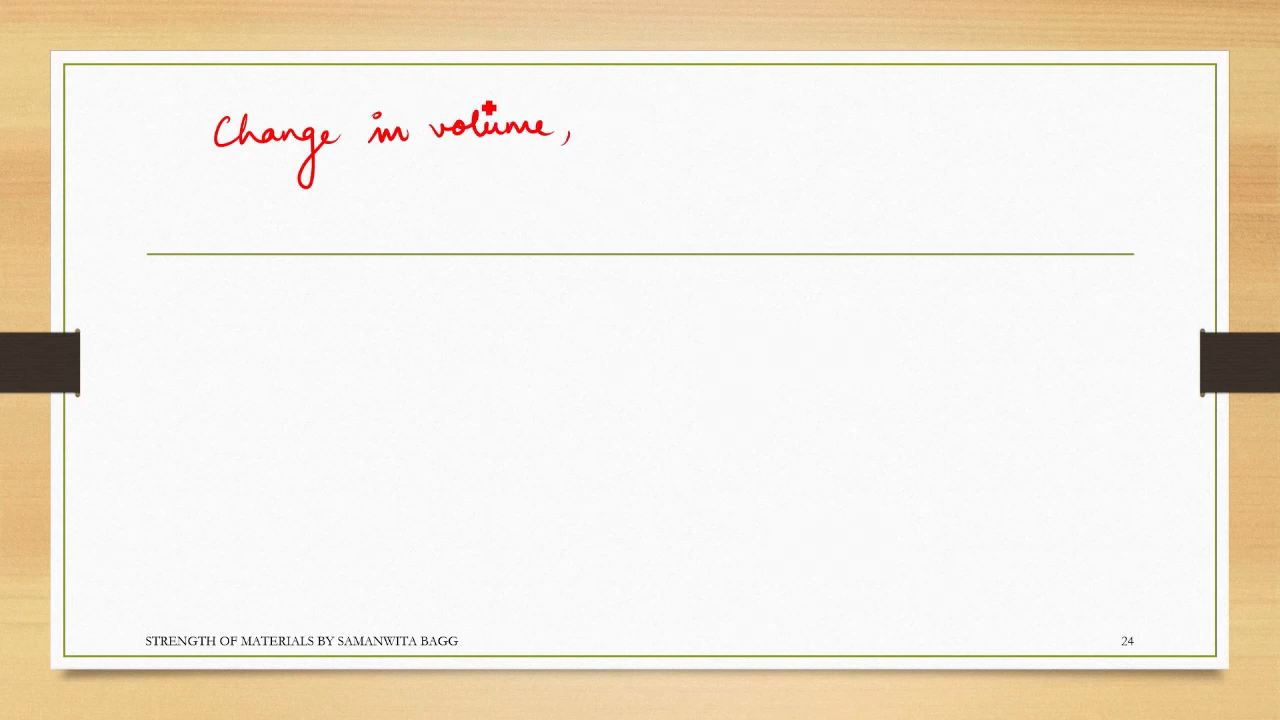 Change in volume,
STRENGTH OF MATERIALS BY SAMANWITA BAGG
24